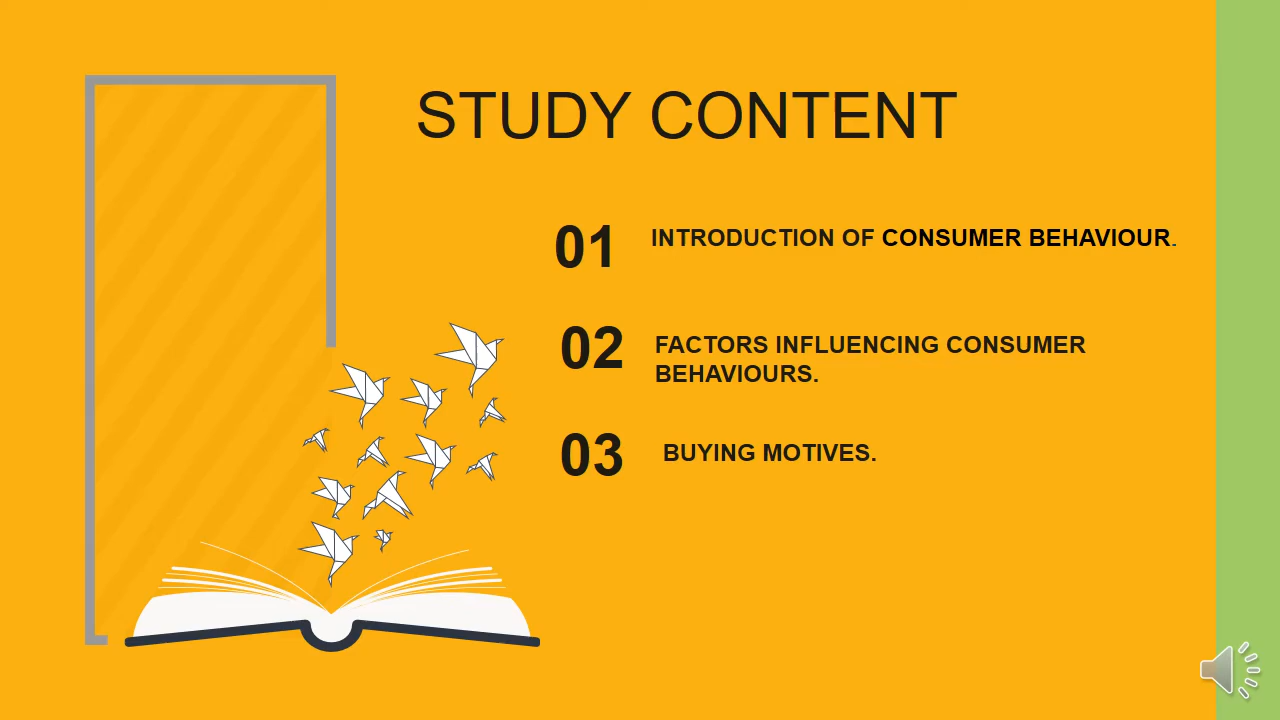 STUDY CONTENT
01 INTRODUCTION OF CONSUMER BEHAVIOUR.
02 FACTORS INFLUENCING CONSUMER
BEHAVIOURS.
03 BUYING MOTIVES.